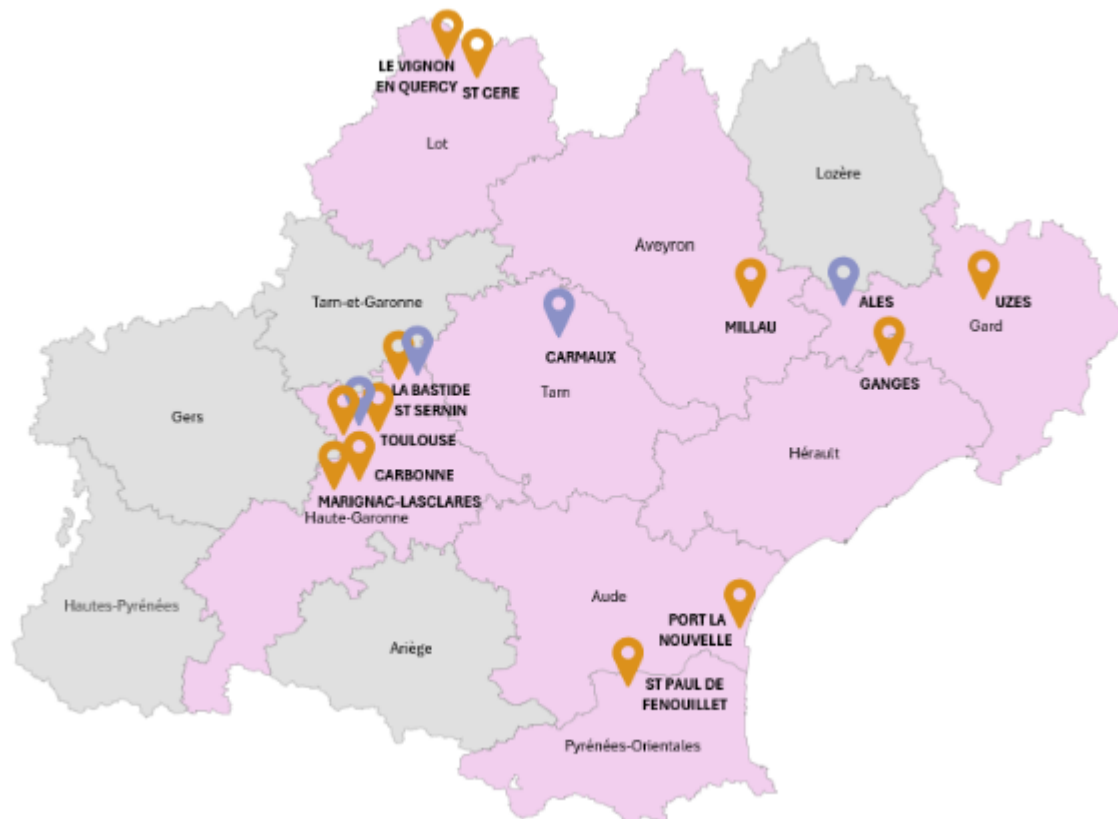 LE VIGNON
EN QUERCY
ST CERE
Lot
Lozère
Aveyron
Tarn-et-Garonne
ALES
UZES
MILLAU
Gard
CARMAUX
GANGES
LA BASTIDE
ST SERNIN
Tarn
Gers
TOULOUSE
Hérault
CARBONNE
MARIGNAC-LASCLARES
Haute-Garonne
Hautes-Pyrénées
Aude
PORT LA
NOUVELLE
Ariège
ST PAUL DE
FENOUILLET
Pyrénées-Orientales